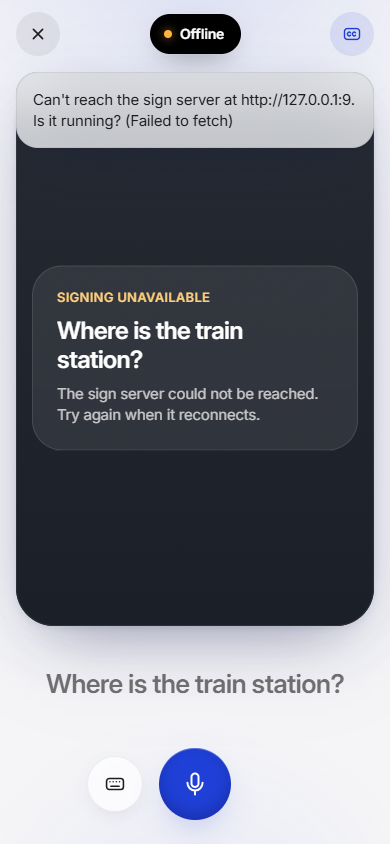 Offline
CC
Can't reach the sign server at http://127.0.0.1:9.
Is it running? (Failed to fetch)
SIGNING UNAVAILABLE
Where is the train
station?
The sign server could not be reached.
Try again when it reconnects.
Where is the train station?